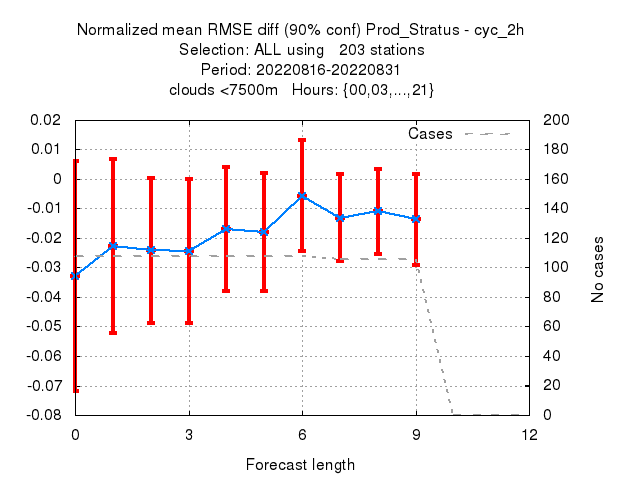 Normalized mean RMSE diff (90% conf) Prod_Stratus - cyc_2h
Selection: ALL using 203 stations
Period: 20220816-20220831
clouds <7500m Hours: {00,03,...,21}
Cases
0.02 200
0.01 180
0 160
-0.01 140
-0.02 120
-0.03 100
-0.04 80
-0.05 60
-0.06 40
-0.07 20
-0.08 0
No cases
0 3 6 9 12
Forecast length